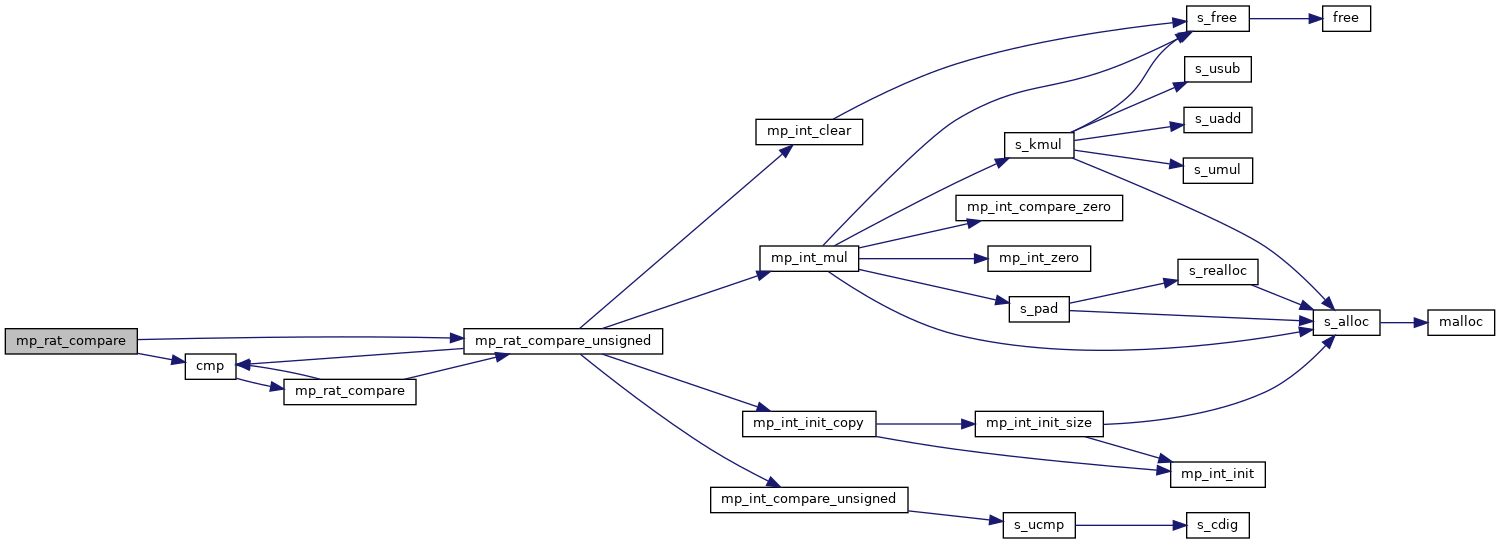 mp_rat_compare
cmp
mp_rat_compare
mp_rat_compare_unsigned
mp_int_clear
mp_int_mul
mp_int_init_copy
mp_int_compare_unsigned
s_kmul
mp_int_compare_zero
mp_int_zero
s_pad
mp_int_init_size
s_ucmp
s_free
s_usub
s_uadd
s_umul
s_realloc
s_alloc
mp_int_init
s_cdig
free
malloc